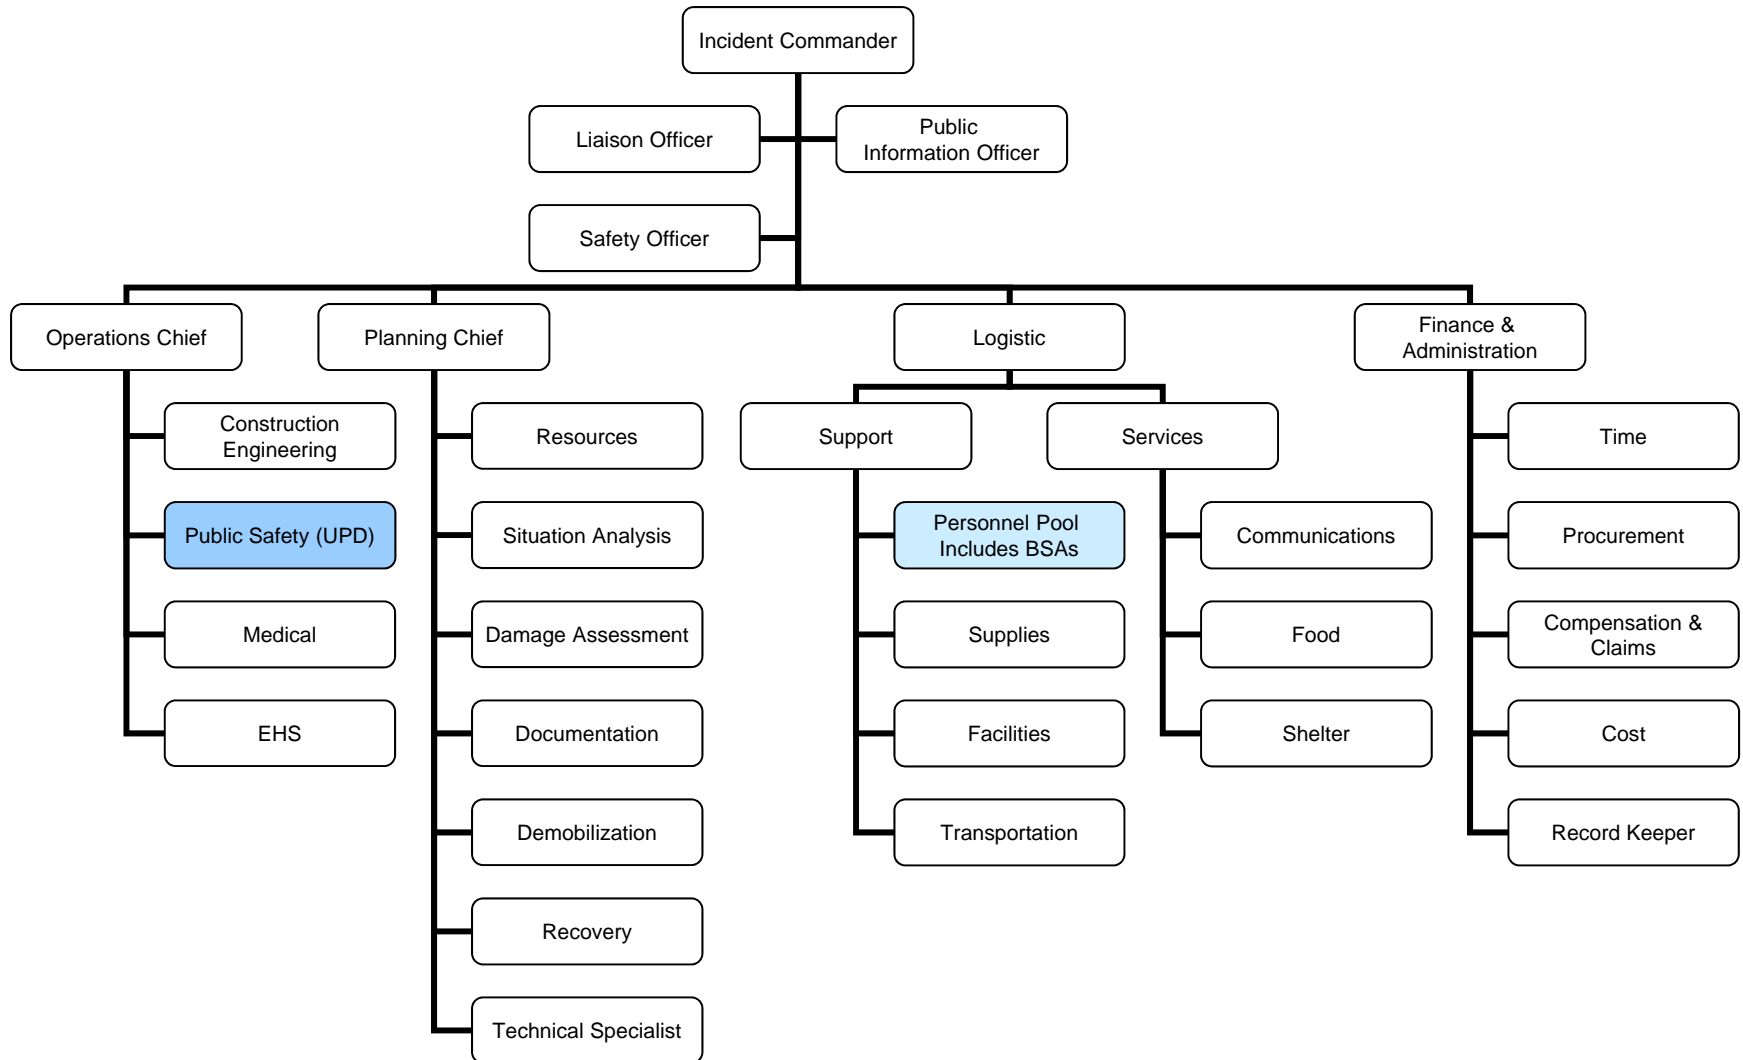 Incident Commander
Liaison Officer
Public
Information Officer
Safety Officer
Operations Chief
Planning Chief
Logistic
Finance &
Administration
Construction
Engineering
Public Safety (UPD)
Medical
EHS
Resources
Situation Analysis
Damage Assessment
Documentation
Demobilization
Recovery
Technical Specialist
Support
Services
Personnel Pool
Includes BSAs
Supplies
Facilities
Transportation
Communications
Food
Shelter
Time
Procurement
Compensation &
Claims
Cost
Record Keeper